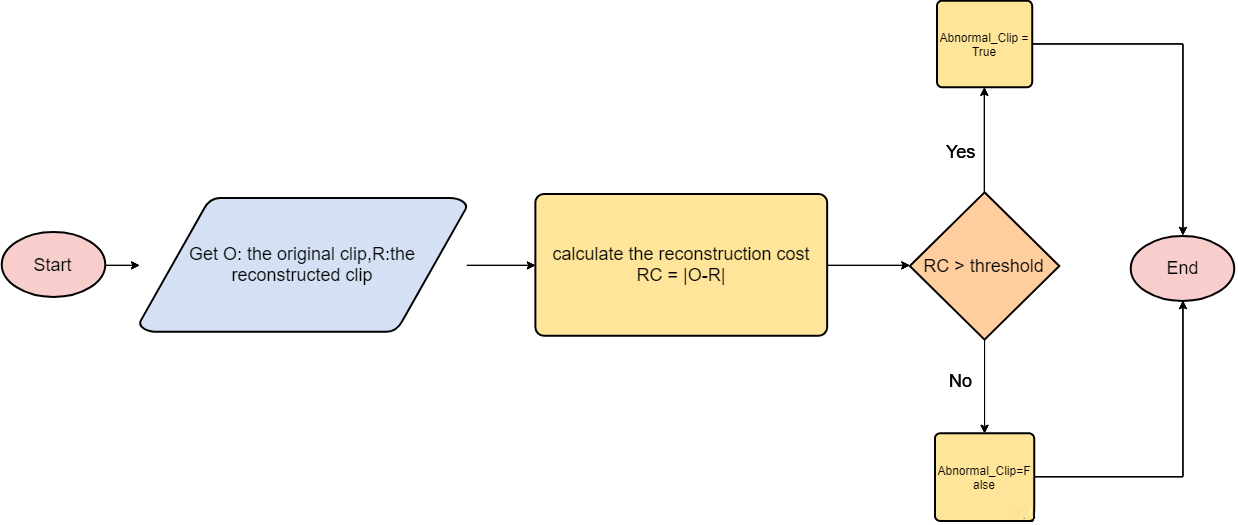 Start
Get O: the original clip,R:the
reconstructed clip
calculate the reconstruction cost
RC = |O-R|
RC > threshold
Yes
Abnormal_Clip =
True
No
Abnormal_Clip=F
alse
End